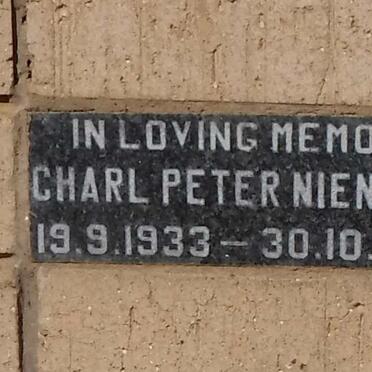 IN LOVING MEMO
CHARL PETER NIEN
19.9.1933 — 30.10.